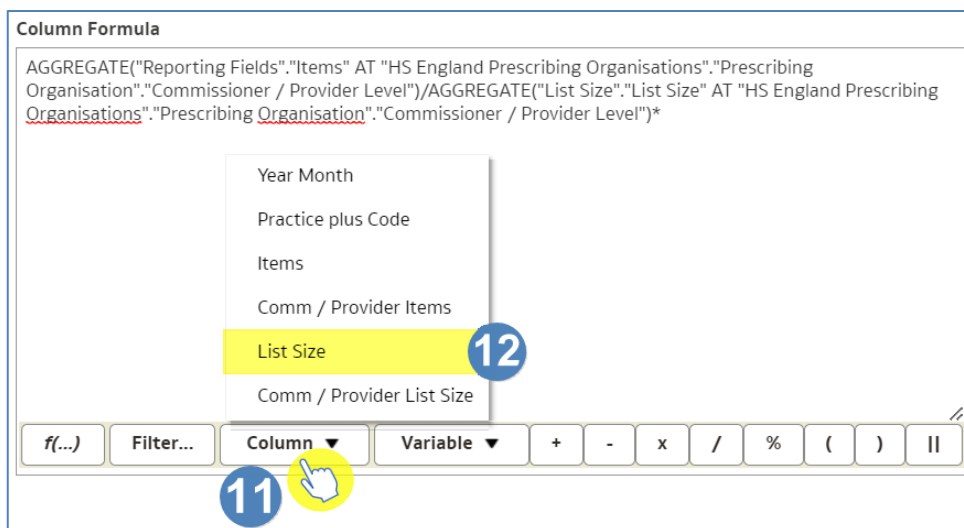 Column Formula
AGGREGATE("Reporting Fields"."Items" AT "HS England Prescribing Organisations"."Prescribing
Organisation"."Commissioner / Provider Level")/AGGREGATE("List Size"."List Size" AT "HS England Prescribing
Organisations"."Prescribing Organisation"."Commissioner / Provider Level")*
Year Month
Practice plus Code
Items
Comm / Provider Items
List Size 12
Comm / Provider List Size
f(...) Filter... Column ▼ Variable ▼ + - x / % ( ) ||
11